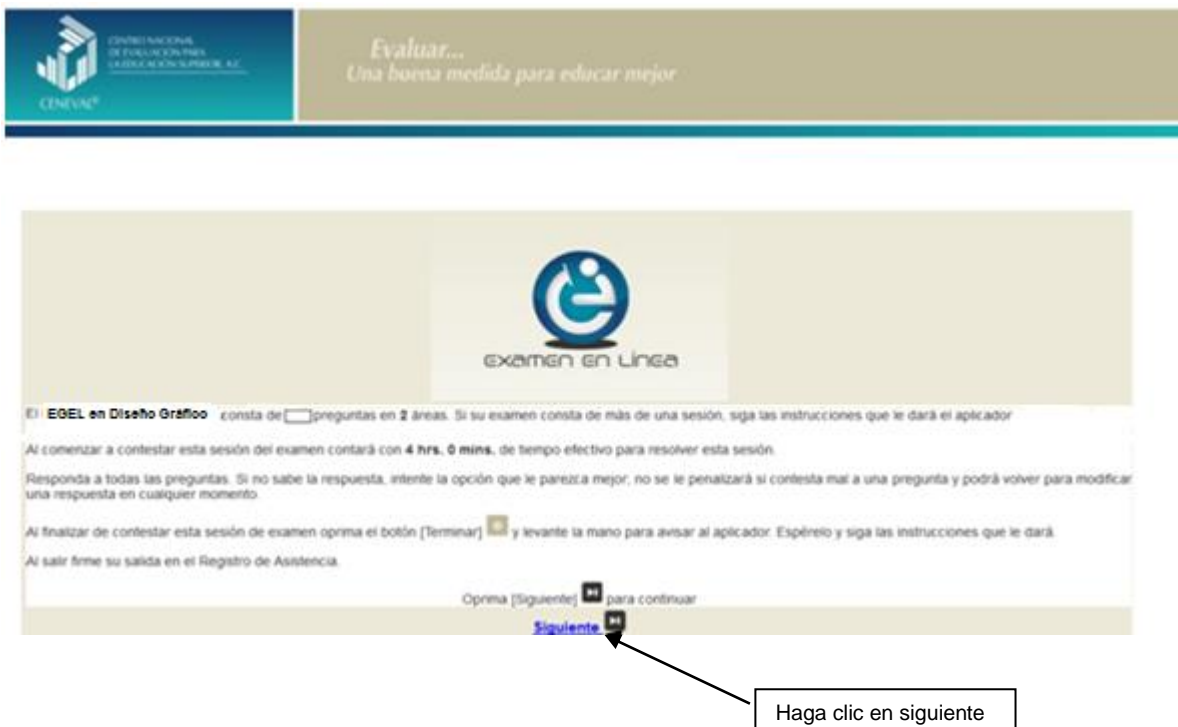 CENTRO NACIONAL
DE EVALUACIÓN PARA
LA EDUCACIÓN SUPERIOR, A.C.
CENEVAL®
Evaluar...
Una buena medida para educar mejor
examen en línea
El EGEL en Diseño Gráfico consta de preguntas en 2 áreas. Si su examen consta de más de una sesión, siga las instrucciones que le dará el aplicador
Al comenzar a contestar esta sesión del examen contará con 4 hrs. 0 mins. de tiempo efectivo para resolver esta sesión.
Responda a todas las preguntas. Si no sabe la respuesta, intente la opción que le parezca mejor; no se le penalizará si contesta mal a una pregunta y podrá volver para modificar
una respuesta en cualquier momento.
Al finalizar de contestar esta sesión de examen oprima el botón [Terminar] y levante la mano para avisar al aplicador. Espérelo y siga las instrucciones que le dará.
Al salir firme su salida en el Registro de Asistencia.
Oprima [Siguiente] para continuar
Siguiente
Haga clic en siguiente